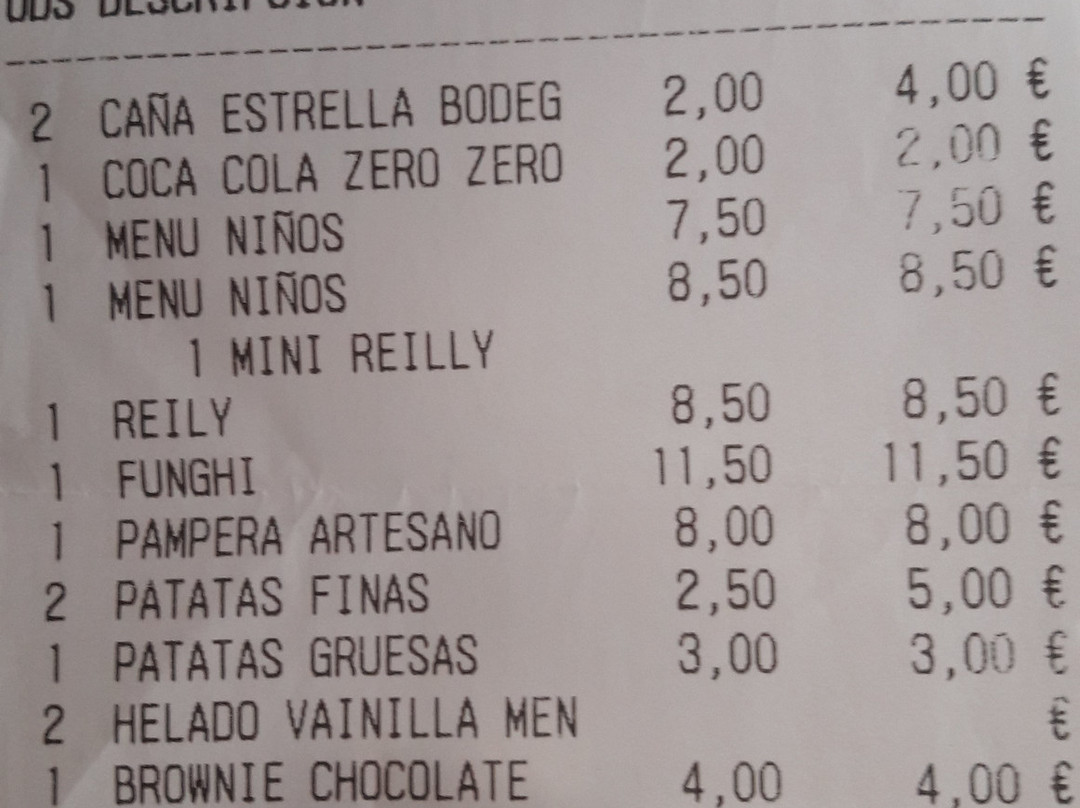 UDS DESCRIPCION
2 CAÑA ESTRELLA BODEG 2,00 4,00 €
1 COCA COLA ZERO ZERO 2,00 2,00 €
1 MENU NIÑOS 7,50 7,50 €
1 MENU NIÑOS 8,50 8,50 €
1 MINI REILLY
1 REILY 8,50 8,50 €
1 FUNGHI 11,50 11,50 €
1 PAMPERA ARTESANO 8,00 8,00 €
2 PATATAS FINAS 2,50 5,00 €
1 PATATAS GRUESAS 3,00 3,00 €
2 HELADO VAINILLA MEN €
1 BROWNIE CHOCOLATE 4,00 4,00 €